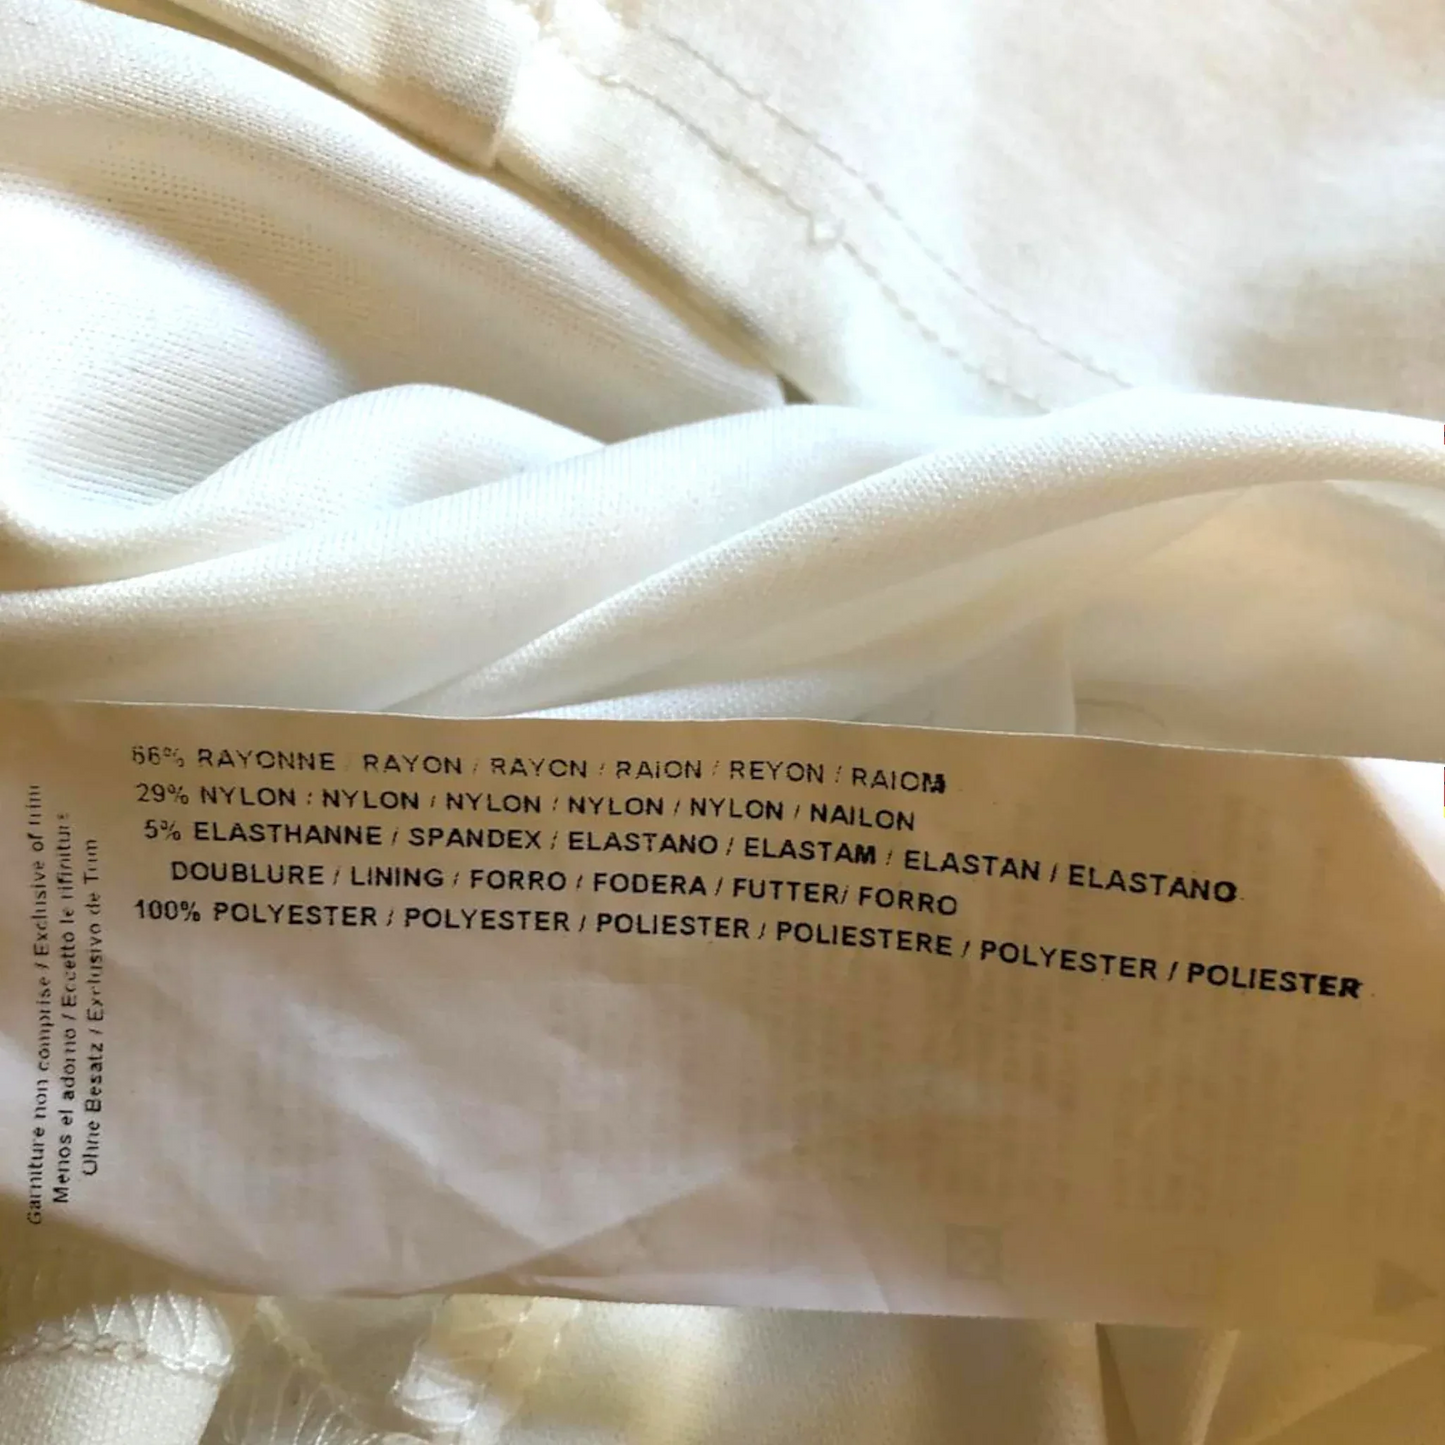 66% RAYONNE / RAYON / RAYON / RAION / REYON / RAIOM
29% NYLON / NYLON / NYLON / NYLON / NYLON / NAILON
5% ELASTHANNE / SPANDEX / ELASTANO / ELASTAM / ELASTAN / ELASTANO
DOUBLURE / LINING / FORRO / FODERA / FUTTER/ FORRO
100% POLYESTER / POLYESTER / POLIESTER / POLIESTERE / POLYESTER / POLIESTER
Garniture non comprise / Exclusive of trim
Menos el adorno / Eccetto le rifiniture
Ohne Besatz / Exclusivo de Trim